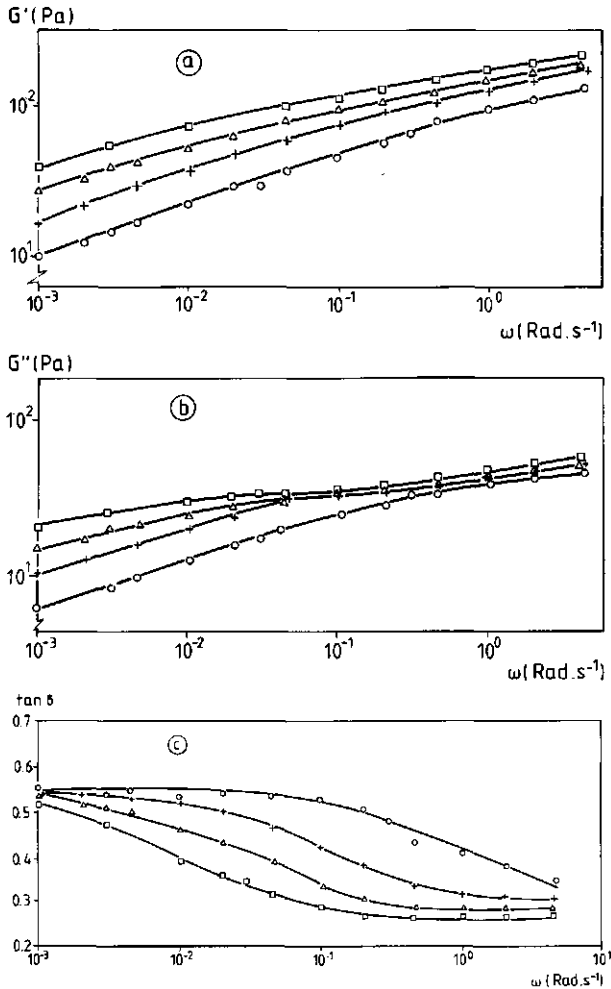 G'(Pa)
a
10²
10¹
10⁻³ 10⁻² 10⁻¹ 10⁰
ω(Rad.s⁻¹)
G"(Pa)
b
10²
10¹
10⁻³ 10⁻² 10⁻¹ 10⁰
ω(Rad.s⁻¹)
tan δ
c
0.7
0.6
0.5
0.4
0.3
0.2
10⁻³ 10⁻² 10⁻¹ 10⁰ 10¹
ω(Rad.s⁻¹)